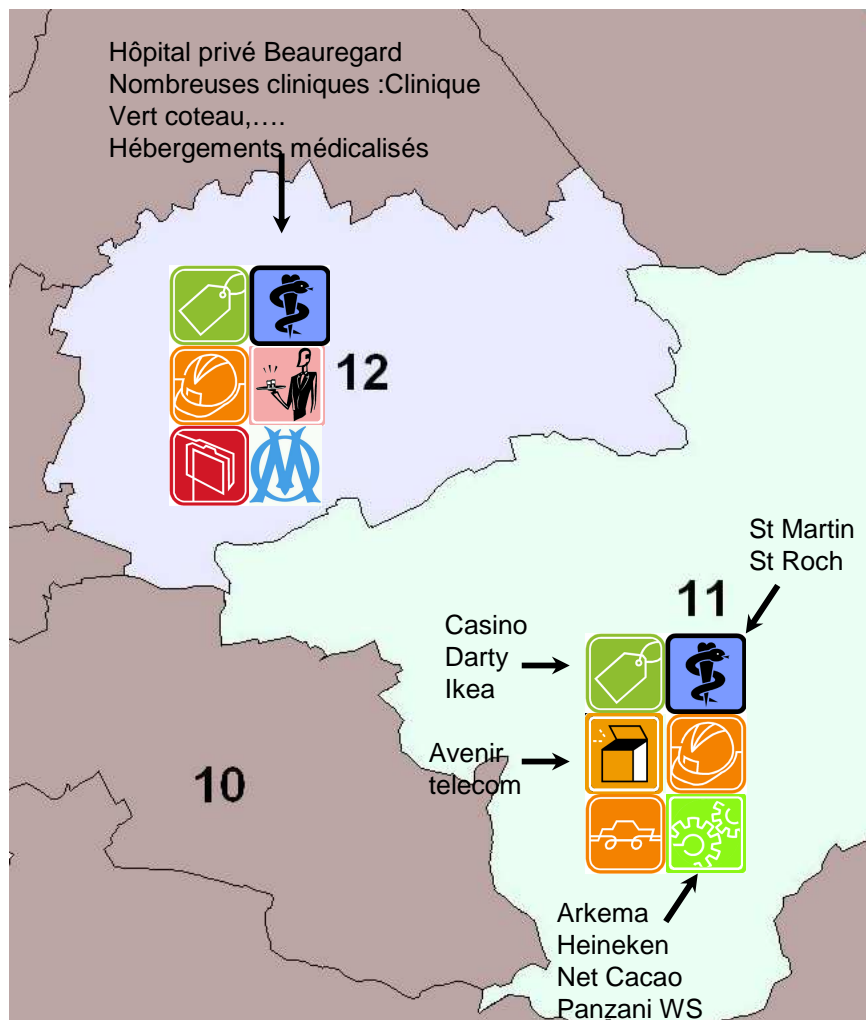 Hôpital privé Beauregard
Nombreuses cliniques :Clinique
Vert coteau,....
Hébergements médicalisés
12
St Martin
St Roch
11
Casino
Darty
Ikea
Avenir
telecom
10
Arkema
Heineken
Net Cacao
Panzani WS